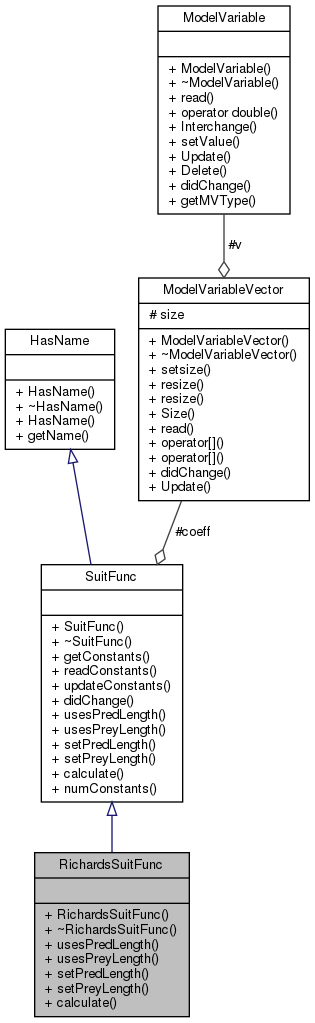 ModelVariable
+ ModelVariable()
+ ~ModelVariable()
+ read()
+ operator double()
+ Interchange()
+ setValue()
+ Update()
+ Delete()
+ didChange()
+ getMVType()
#v
ModelVariableVector
# size
+ ModelVariableVector()
+ ~ModelVariableVector()
+ setsize()
+ resize()
+ resize()
+ Size()
+ read()
+ operator[]()
+ operator[]()
+ didChange()
+ Update()
HasName
+ HasName()
+ ~HasName()
+ HasName()
+ getName()
#coeff
SuitFunc
+ SuitFunc()
+ ~SuitFunc()
+ getConstants()
+ readConstants()
+ updateConstants()
+ didChange()
+ usesPredLength()
+ usesPreyLength()
+ setPredLength()
+ setPreyLength()
+ calculate()
+ numConstants()
RichardsSuitFunc
+ RichardsSuitFunc()
+ ~RichardsSuitFunc()
+ usesPredLength()
+ usesPreyLength()
+ setPredLength()
+ setPreyLength()
+ calculate()